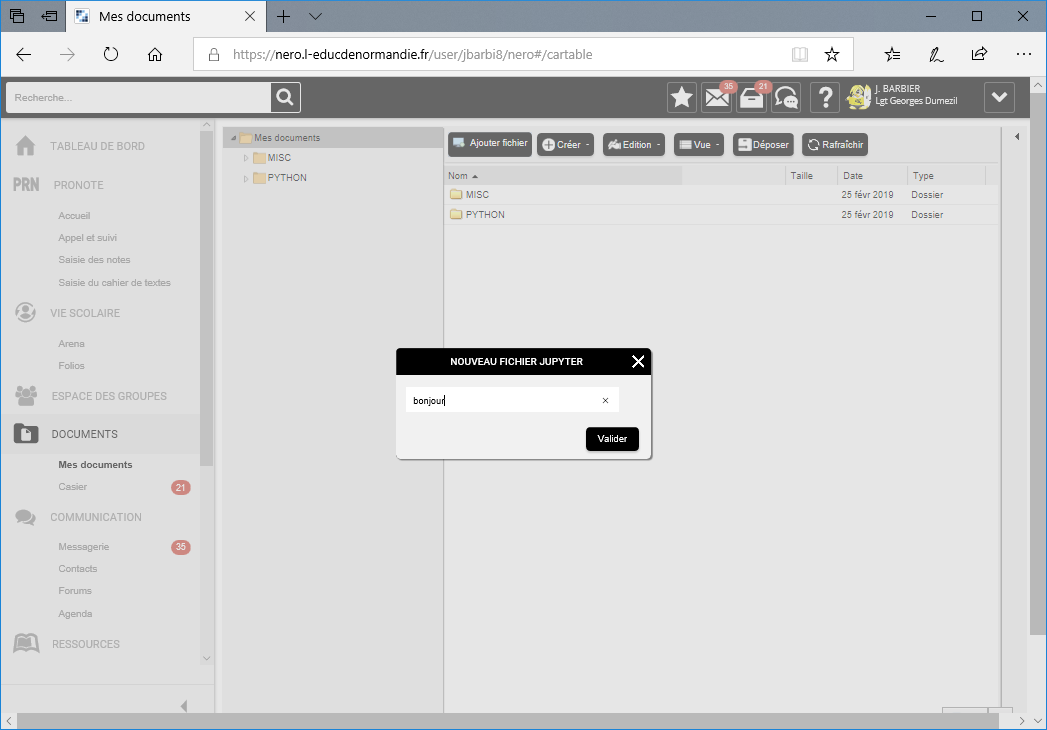 Mes documents
https://nero.l-educdenormandie.fr/user/jbarbi8/nero#/cartable
Recherche...
35
21
?
J. BARBIER
Lgt Georges Dumezil
TABLEAU DE BORD
PRN PRONOTE
Accueil
Appel et suivi
Saisie des notes
Saisie du cahier de textes
VIE SCOLAIRE
Arena
Folios
ESPACE DES GROUPES
DOCUMENTS
Mes documents
Casier 21
COMMUNICATION
Messagerie 35
Contacts
Forums
Agenda
RESSOURCES
Mes documents
MISC
PYTHON
Ajouter fichier Créer - Edition - Vue - Déposer Rafraîchir
Nom Taille Date Type
MISC 25 févr 2019 Dossier
PYTHON 25 févr 2019 Dossier
NOUVEAU FICHIER JUPYTER
bonjour
Valider